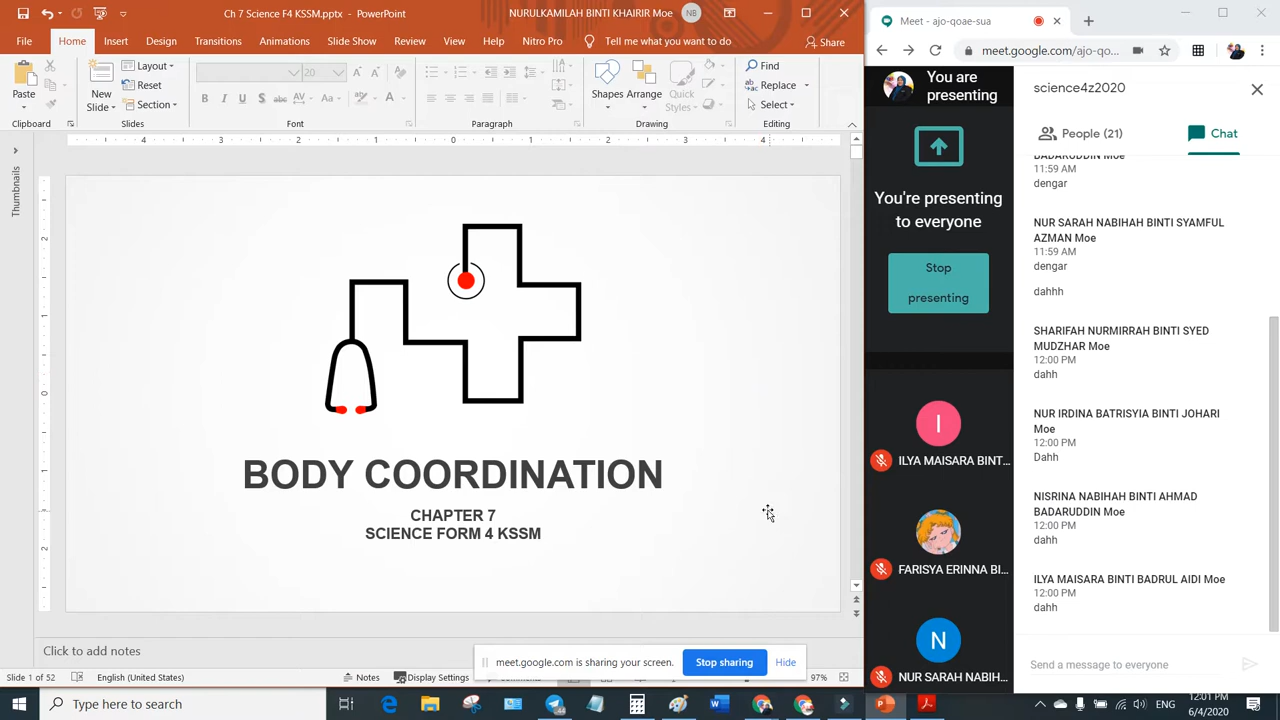 Ch 7 Science F4 KSSM - PowerPoint
NURULKAMILAH BINTI HARIS
NB
File
Home
Insert
Draw
Design
Transitions
Animations
Slide Show
Review
View
Help
Nitro Pro
Tell me what you want to do
Share
Paste
New
Slide
Layout
Reset
Section
Shapes
Arrange
Quick
Styles
Find
Replace
Select
Clipboard
Slides
Font
Paragraph
Drawing
Editing
Thumbnails
BODY COORDINATION
CHAPTER 7
SCIENCE FORM 4 KSSM
Click to add notes
meet.google.com is sharing your screen.
Stop sharing
Hide
Slide 1 of 52
English (United States)
Notes
Display Settings
97%
Type here to search
Meet - ajo-qoae-sua
meet.google.com/ajo-qo...
You are
presenting
You're presenting
to everyone
Stop
presenting
I
ILYA MAISARA BINT...
FARISYA ERINNA BI...
N
NUR SARAH NABIH...
science4z2020
People (21)
Chat
BADARUDDIN Moe
11:59 AM
dengar
NUR SARAH NABIHAH BINTI SYAMFUL
AZMAN Moe
11:59 AM
dengar
dahhh
SHARIFAH NURMIRRAH BINTI SYED
MUDZHAR Moe
12:00 PM
dahh
NUR IRDINA BATRISYIA BINTI JOHARI
Moe
12:00 PM
Dahh
NISRINA NABIHAH BINTI AHMAD
BADARUDDIN Moe
12:00 PM
dahh
ILYA MAISARA BINTI BADRUL AIDI Moe
12:00 PM
dahh
Send a message to everyone
ENG
12:01 PM
6/4/2020